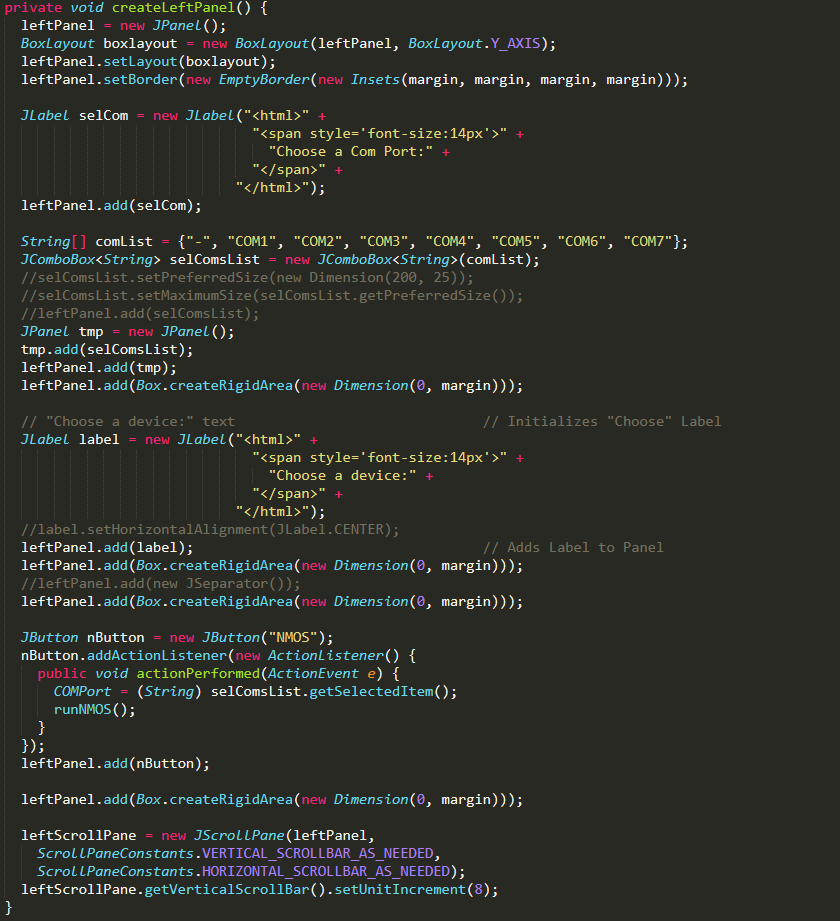 private void createLeftPanel() {
  leftPanel = new JPanel();
  BoxLayout boxlayout = new BoxLayout(leftPanel, BoxLayout.Y_AXIS);
  leftPanel.setLayout(boxlayout);
  leftPanel.setBorder(new EmptyBorder(new Insets(margin, margin, margin, margin)));

  JLabel selCom = new JLabel("<html>" +
                            "<span style='font-size:14px'>" +
                              "Choose a Com Port:" +
                            "</span>" +
                          "</html>");
  leftPanel.add(selCom);

  String[] comList = {"-", "COM1", "COM2", "COM3", "COM4", "COM5", "COM6", "COM7"};
  JComboBox<String> selComsList = new JComboBox<String>(comList);
  //selComsList.setPreferredSize(new Dimension(200, 25));
  //selComsList.setMaximumSize(selComsList.getPreferredSize());
  //leftPanel.add(selComsList);
  JPanel tmp = new JPanel();
  tmp.add(selComsList);
  leftPanel.add(tmp);
  leftPanel.add(Box.createRigidArea(new Dimension(0, margin)));

  // "Choose a device:" text                              // Initializes "Choose" Label
  JLabel label = new JLabel("<html>" +
                            "<span style='font-size:14px'>" +
                              "Choose a device:" +
                            "</span>" +
                          "</html>");
  //label.setHorizontalAlignment(JLabel.CENTER);
  leftPanel.add(label);                                   // Adds Label to Panel
  leftPanel.add(Box.createRigidArea(new Dimension(0, margin)));
  //leftPanel.add(new JSeparator());
  leftPanel.add(Box.createRigidArea(new Dimension(0, margin)));

  JButton nButton = new JButton("NMOS");
  nButton.addActionListener(new ActionListener() {
    public void actionPerformed(ActionEvent e) {
      COMPort = (String) selComsList.getSelectedItem();
      runNMOS();
    }
  });
  leftPanel.add(nButton);

  leftPanel.add(Box.createRigidArea(new Dimension(0, margin)));

  leftScrollPane = new JScrollPane(leftPanel,
    ScrollPaneConstants.VERTICAL_SCROLLBAR_AS_NEEDED,
    ScrollPaneConstants.HORIZONTAL_SCROLLBAR_AS_NEEDED);
  leftScrollPane.getVerticalScrollBar().setUnitIncrement(8);
}